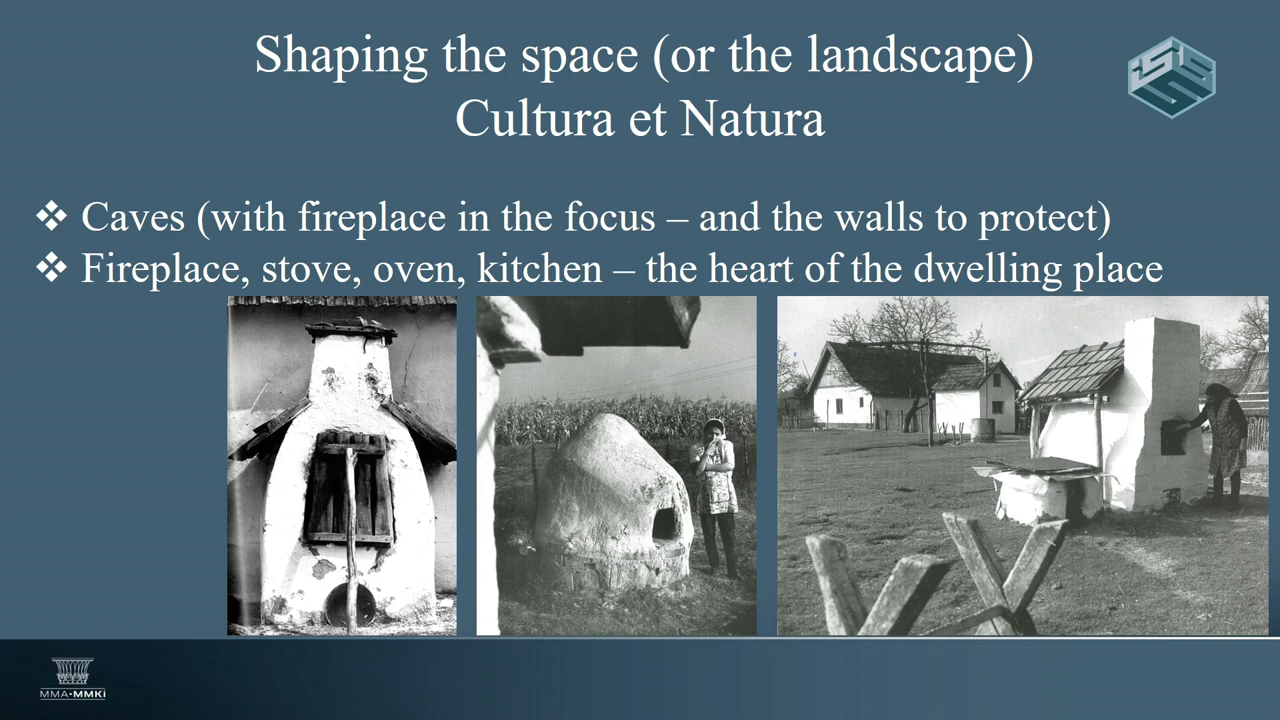 Shaping the space (or the landscape)
Cultura et Natura
❖ Caves (with fireplace in the focus – and the walls to protect)
❖ Fireplace, stove, oven, kitchen – the heart of the dwelling place
MMA•MMKI